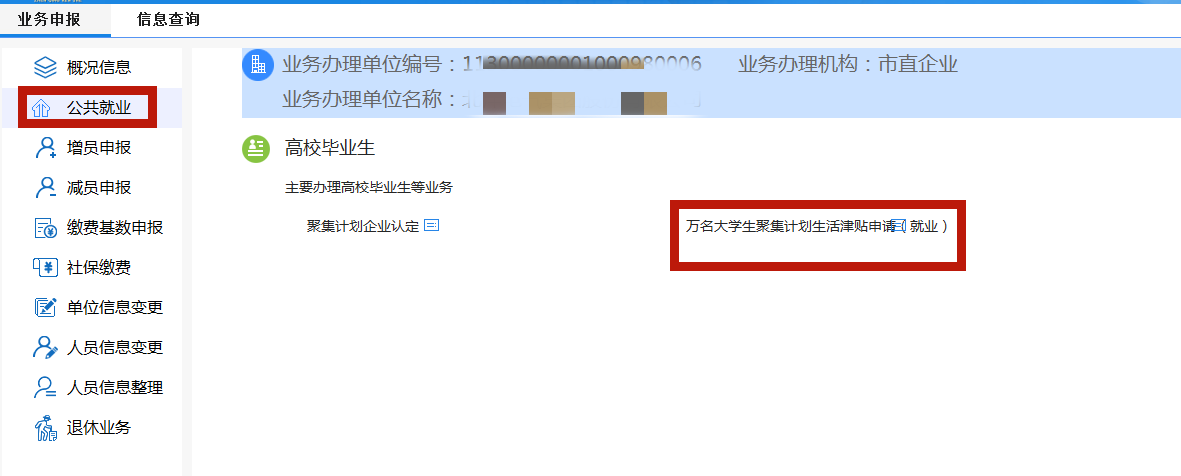 业务申报 信息查询
概况信息
公共就业
增员申报
减员申报
缴费基数申报
社保缴费
单位信息变更
人员信息变更
人员信息整理
退休业务
业务办理单位编号： 业务办理机构：市直企业
业务办理单位名称：
高校毕业生
主要办理高校毕业生等业务
聚集计划企业认定 万名大学生聚集计划生活津贴申请（就业）